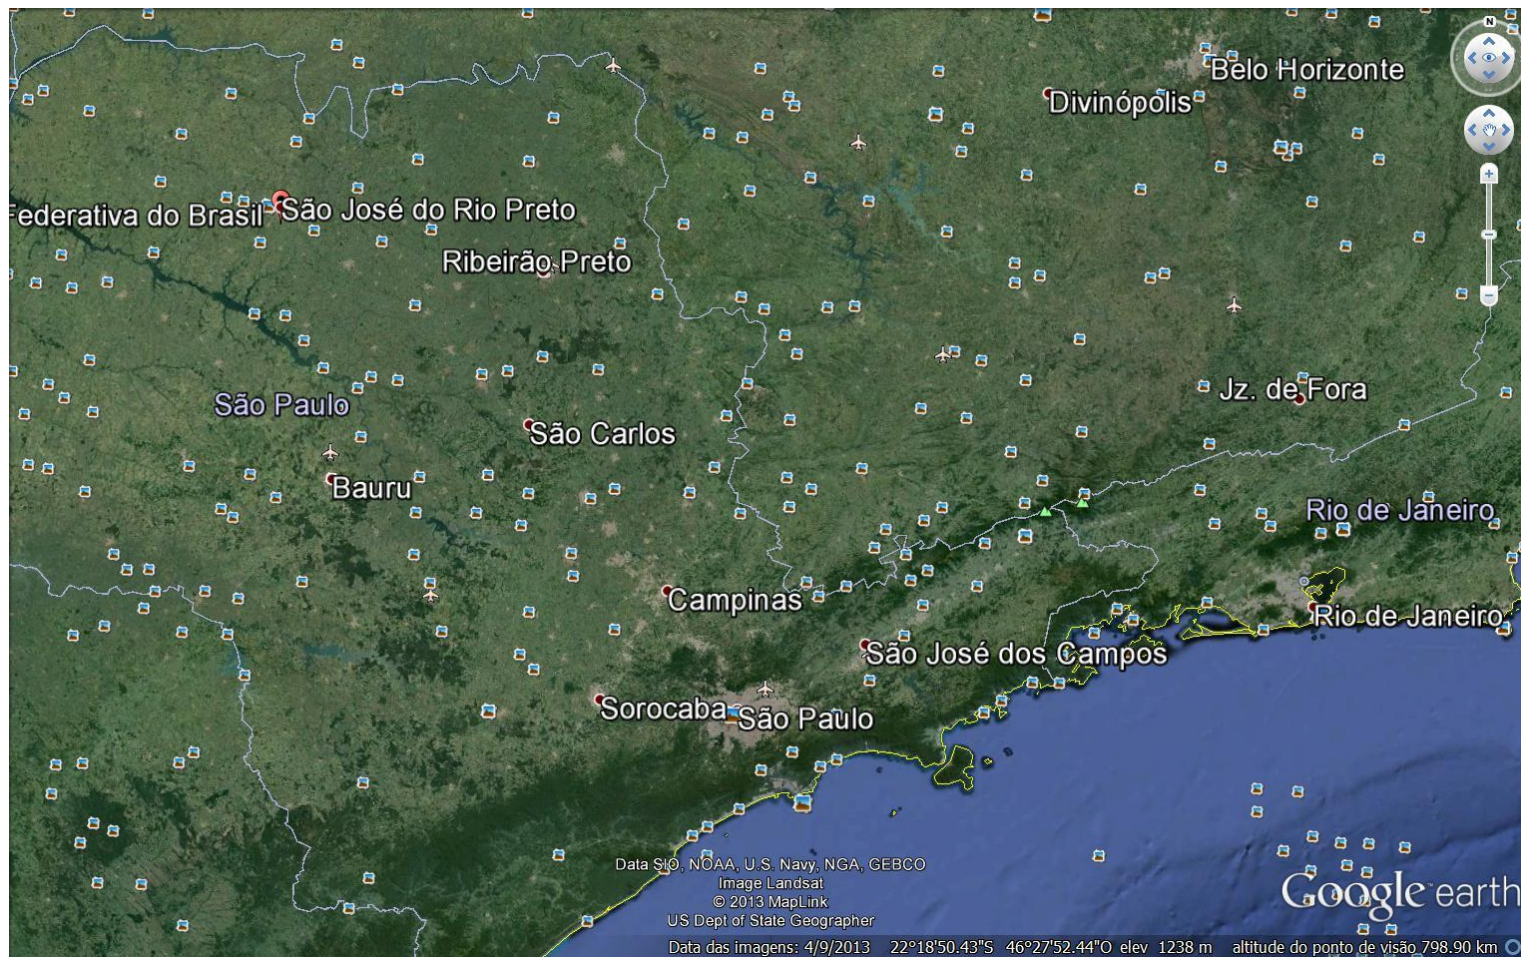 N
Belo Horizonte
Divinópolis
Federativa do Brasil
São José do Rio Preto
Ribeirão Preto
Jz. de Fora
São Paulo
São Carlos
Bauru
Rio de Janeiro
Campinas
Rio de Janeiro
São José dos Campos
Sorocaba
São Paulo
Data SIO, NOAA, U.S. Navy, NGA, GEBCO
Image Landsat
© 2013 MapLink
US Dept of State Geographer
Google earth
Data das imagens: 4/9/2013 22°18'50.43"S 46°27'52.44"O elev 1238 m altitude do ponto de visão 798.90 km